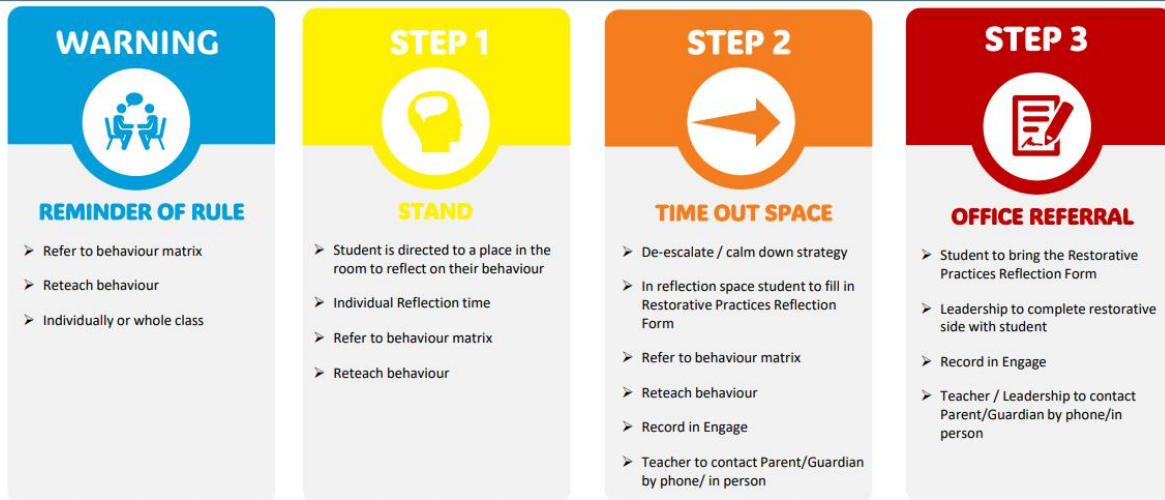 WARNING
REMINDER OF RULE
➢ Refer to behaviour matrix
➢ Reteach behaviour
➢ Individually or whole class
STEP 1
STAND
➢ Student is directed to a place in the
room to reflect on their behaviour
➢ Individual Reflection time
➢ Refer to behaviour matrix
➢ Reteach behaviour
STEP 2
TIME OUT SPACE
➢ De-escalate / calm down strategy
➢ In reflection space student to fill in
Restorative Practices Reflection
Form
➢ Refer to behaviour matrix
➢ Reteach behaviour
➢ Record in Engage
➢ Teacher to contact Parent/Guardian
by phone/ in person
STEP 3
OFFICE REFERRAL
➢ Student to bring the Restorative
Practices Reflection Form
➢ Leadership to complete restorative
side with student
➢ Record in Engage
➢ Teacher / Leadership to contact
Parent/Guardian by phone/in
person